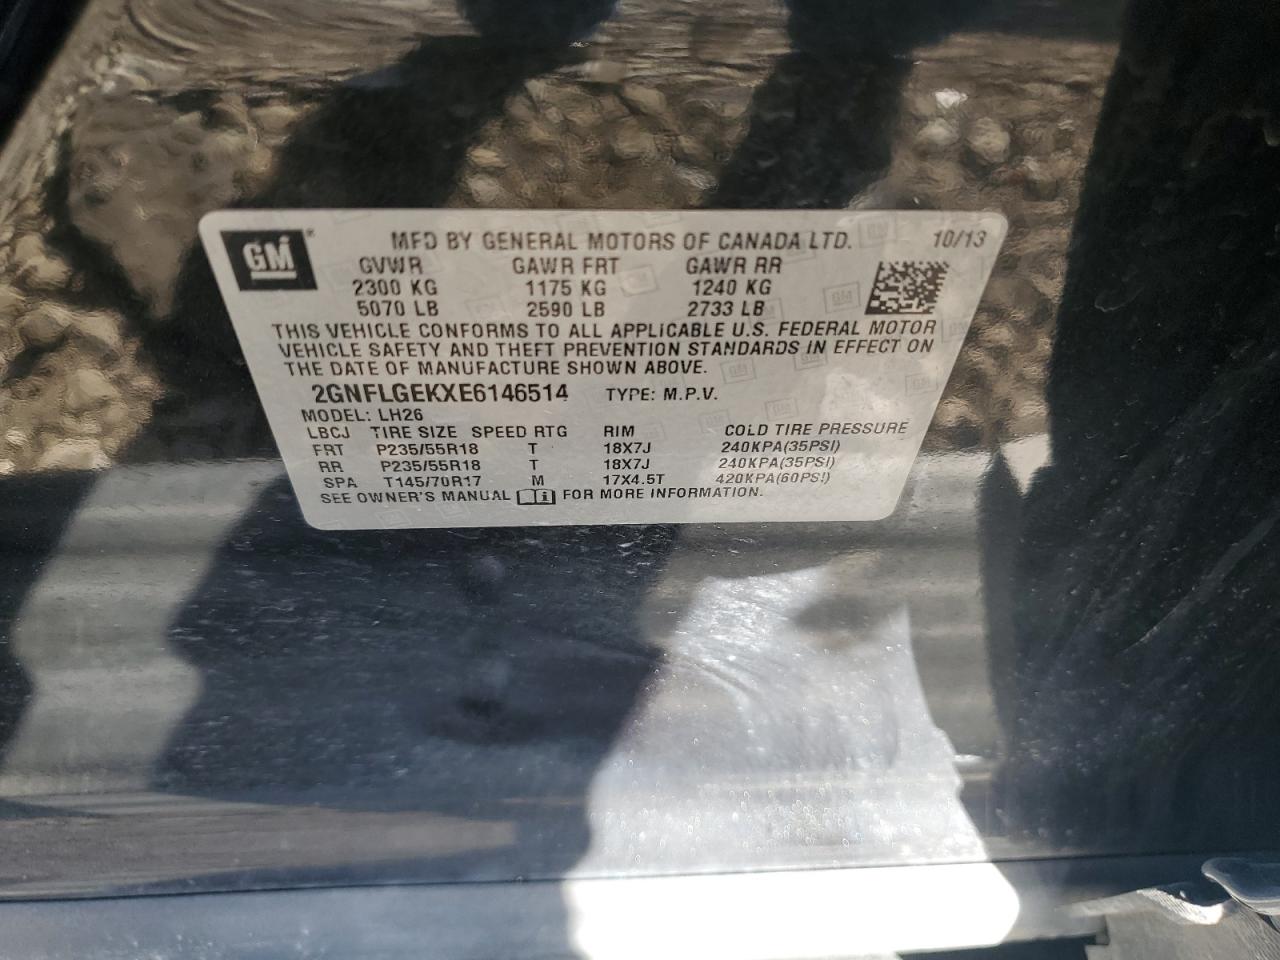 GM ® MFD BY GENERAL MOTORS OF CANADA LTD. 10/13
GVWR GAWR FRT GAWR RR
2300 KG 1175 KG 1240 KG
5070 LB 2590 LB 2733 LB
THIS VEHICLE CONFORMS TO ALL APPLICABLE U.S. FEDERAL MOTOR
VEHICLE SAFETY AND THEFT PREVENTION STANDARDS IN EFFECT ON
THE DATE OF MANUFACTURE SHOWN ABOVE.
2GNFLGEKXE6146514 TYPE: M.P.V.
MODEL: LH26
LBCJ TIRE SIZE SPEED RTG RIM COLD TIRE PRESSURE
FRT P235/55R18 T 18X7J 240KPA(35PSI)
RR P235/55R18 T 18X7J 240KPA(35PSI)
SPA T145/70R17 M 17X4.5T 420KPA(60PSI)
SEE OWNER'S MANUAL i FOR MORE INFORMATION.